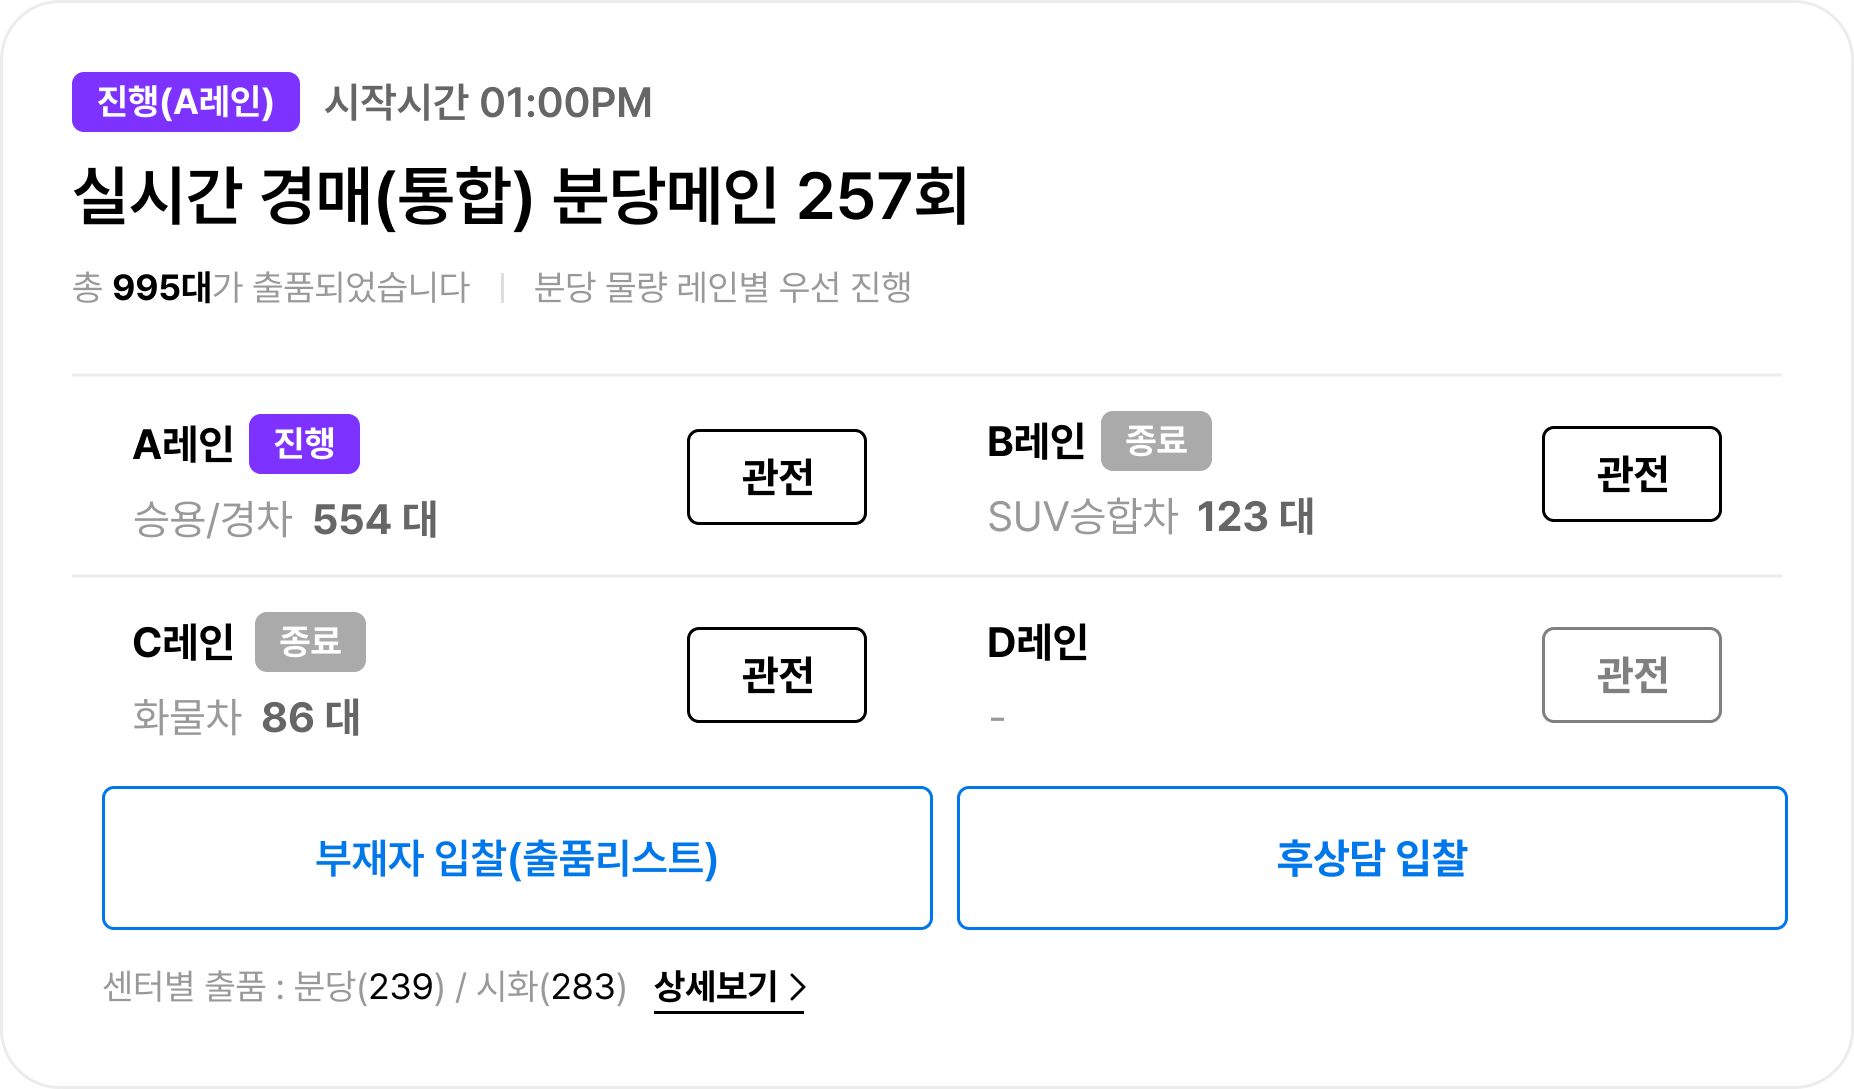 진행(A레인) 시작시간 01:00PM
실시간 경매(통합) 분당메인 257회
총 995대가 출품되었습니다 | 분당 물량 레인별 우선 진행
A레인 진행
승용/경차 554 대
관전
B레인 종료
SUV승합차 123 대
관전
C레인 종료
화물차 86 대
관전
D레인
-
관전
부재자 입찰(출품리스트)
후상담 입찰
센터별 출품 : 분당(239) / 시화(283) 상세보기 >